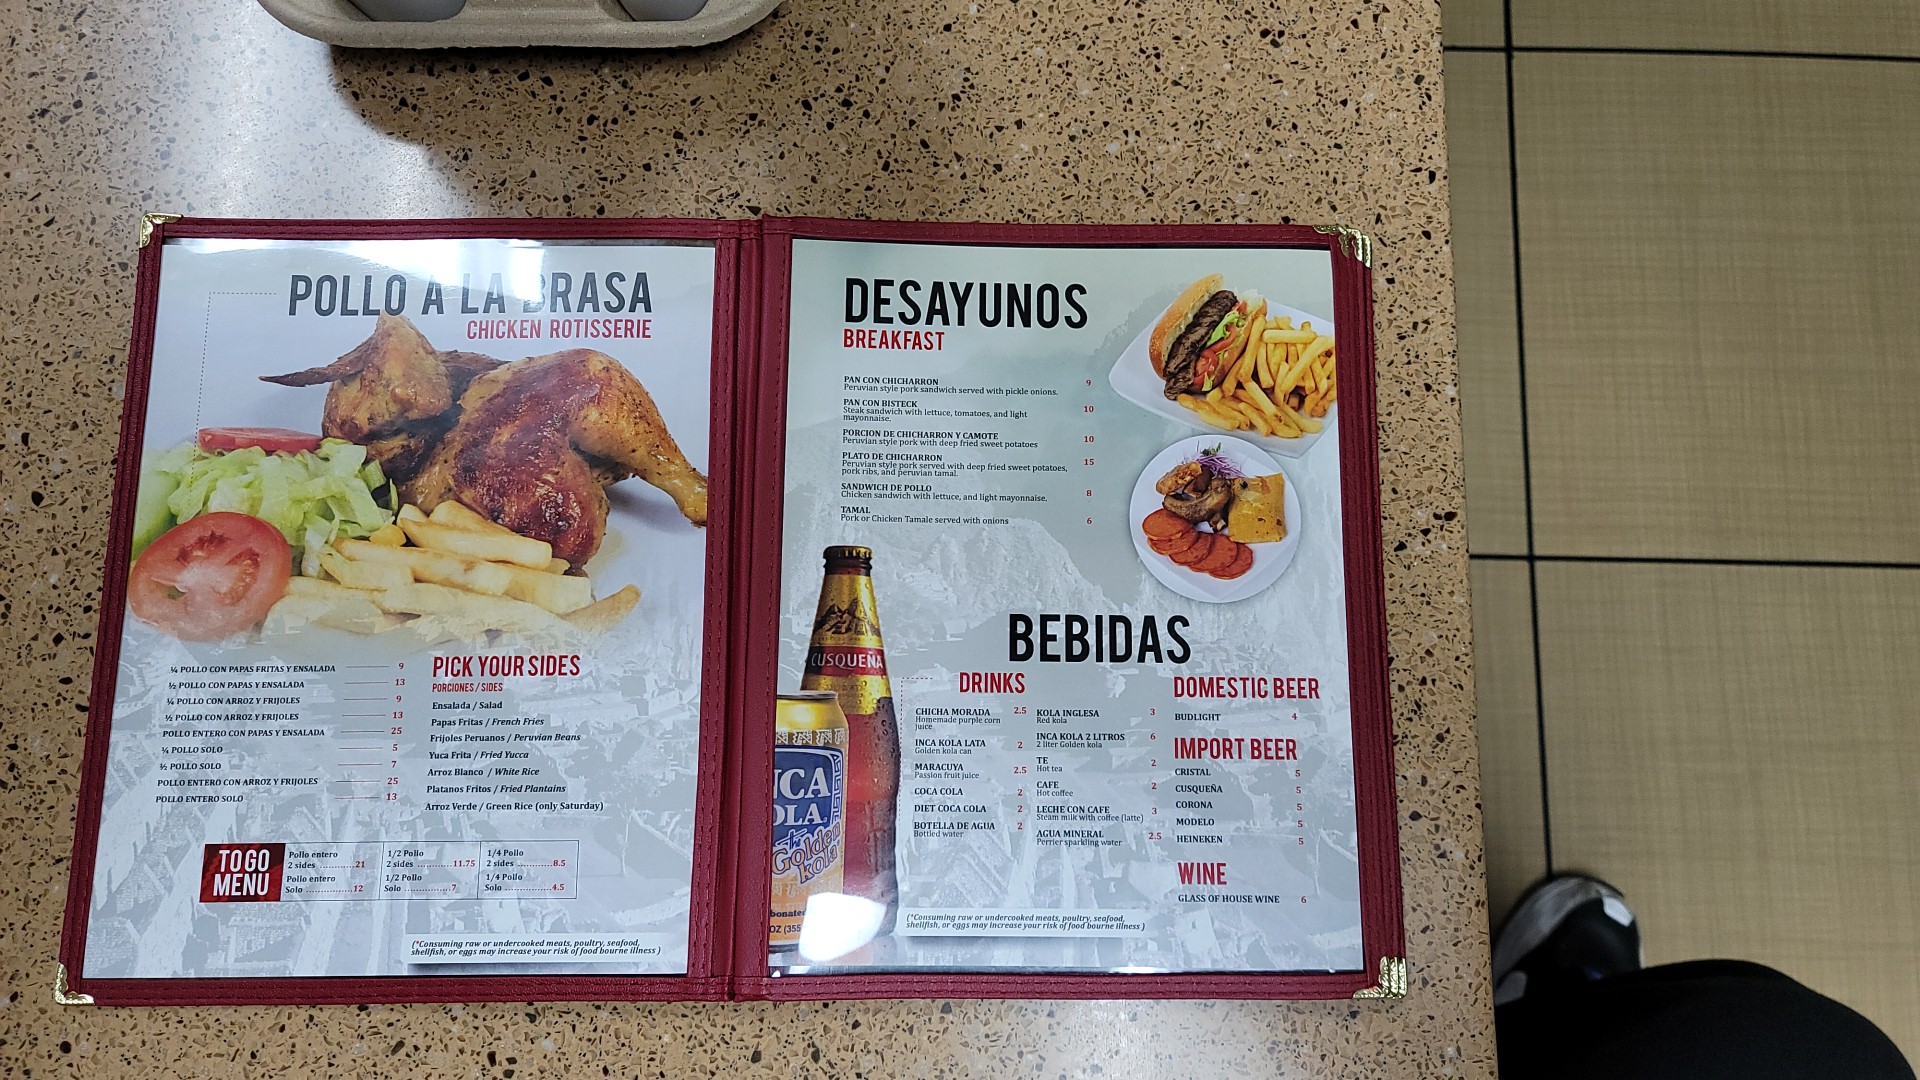 POLLO A LA BRASA
CHICKEN ROTISSERIE
¼ POLLO CON PAPAS FRITAS Y ENSALADA 9
½ POLLO CON PAPAS Y ENSALADA 13
¼ POLLO CON ARROZ Y FRIJOLES 9
½ POLLO CON ARROZ Y FRIJOLES 13
POLLO ENTERO CON PAPAS Y ENSALADA 25
¼ POLLO SOLO 5
½ POLLO SOLO 7
POLLO ENTERO CON ARROZ Y FRIJOLES 25
POLLO ENTERO SOLO 13
PICK YOUR SIDES
PORCIONES / SIDES
Ensalada / Salad
Papas Fritas / French Fries
Frijoles Peruanos / Peruvian Beans
Yuca Frita / Fried Yucca
Arroz Blanco / White Rice
Platanos Fritos / Fried Plantains
Arroz Verde / Green Rice (only Saturday)
TO GO
MENU
Pollo entero
2 sides ............21
Pollo entero
Solo ..............12
1/2 Pollo
2 sides ............11.75
1/2 Pollo
Solo ................7
1/4 Pollo
2 sides ............8.5
1/4 Pollo
Solo ..............4.5
(*Consuming raw or undercooked meats, poultry, seafood,
shellfish, or eggs may increase your risk of food bourne illness )
DESAYUNOS
BREAKFAST
PAN CON CHICHARRON 9
Peruvian style pork sandwich served with pickle onions.
PAN CON BISTECK 10
Steak sandwich with lettuce, tomatoes, and light
mayonnaise.
PORCION DE CHICHARRON Y CAMOTE 10
Peruvian style pork with deep fried sweet potatoes
PLATO DE CHICHARRON 15
Peruvian style pork served with deep fried sweet potatoes,
pork ribs, and peruvian tamal.
SANDWICH DE POLLO 8
Chicken sandwich with lettuce, and light mayonnaise.
TAMAL 6
Pork or Chicken Tamale served with onions
CUSQUEÑA
CA
OLA
The
Golden
kola
bonated
OZ (355
BEBIDAS
DRINKS
CHICHA MORADA 2.5
Homemade purple corn
juice
INCA KOLA LATA 2
Golden kola can
MARACUYA 2.5
Passion fruit juice
COCA COLA 2
DIET COCA COLA 2
BOTELLA DE AGUA 2
Bottled water
KOLA INGLESA 3
Red kola
INCA KOLA 2 LITROS 6
2 liter Golden kola
TE 2
Hot tea
CAFE 2
Hot coffee
LECHE CON CAFE 3
Steam milk with coffee (latte)
AGUA MINERAL 2.5
Perrier sparkling water
DOMESTIC BEER
BUDLIGHT 4
IMPORT BEER
CRISTAL 5
CUSQUEÑA 5
CORONA 5
MODELO 5
HEINEKEN 5
WINE
GLASS OF HOUSE WINE 6
(*Consuming raw or undercooked meats, poultry, seafood,
shellfish, or eggs may increase your risk of food bourne illness )